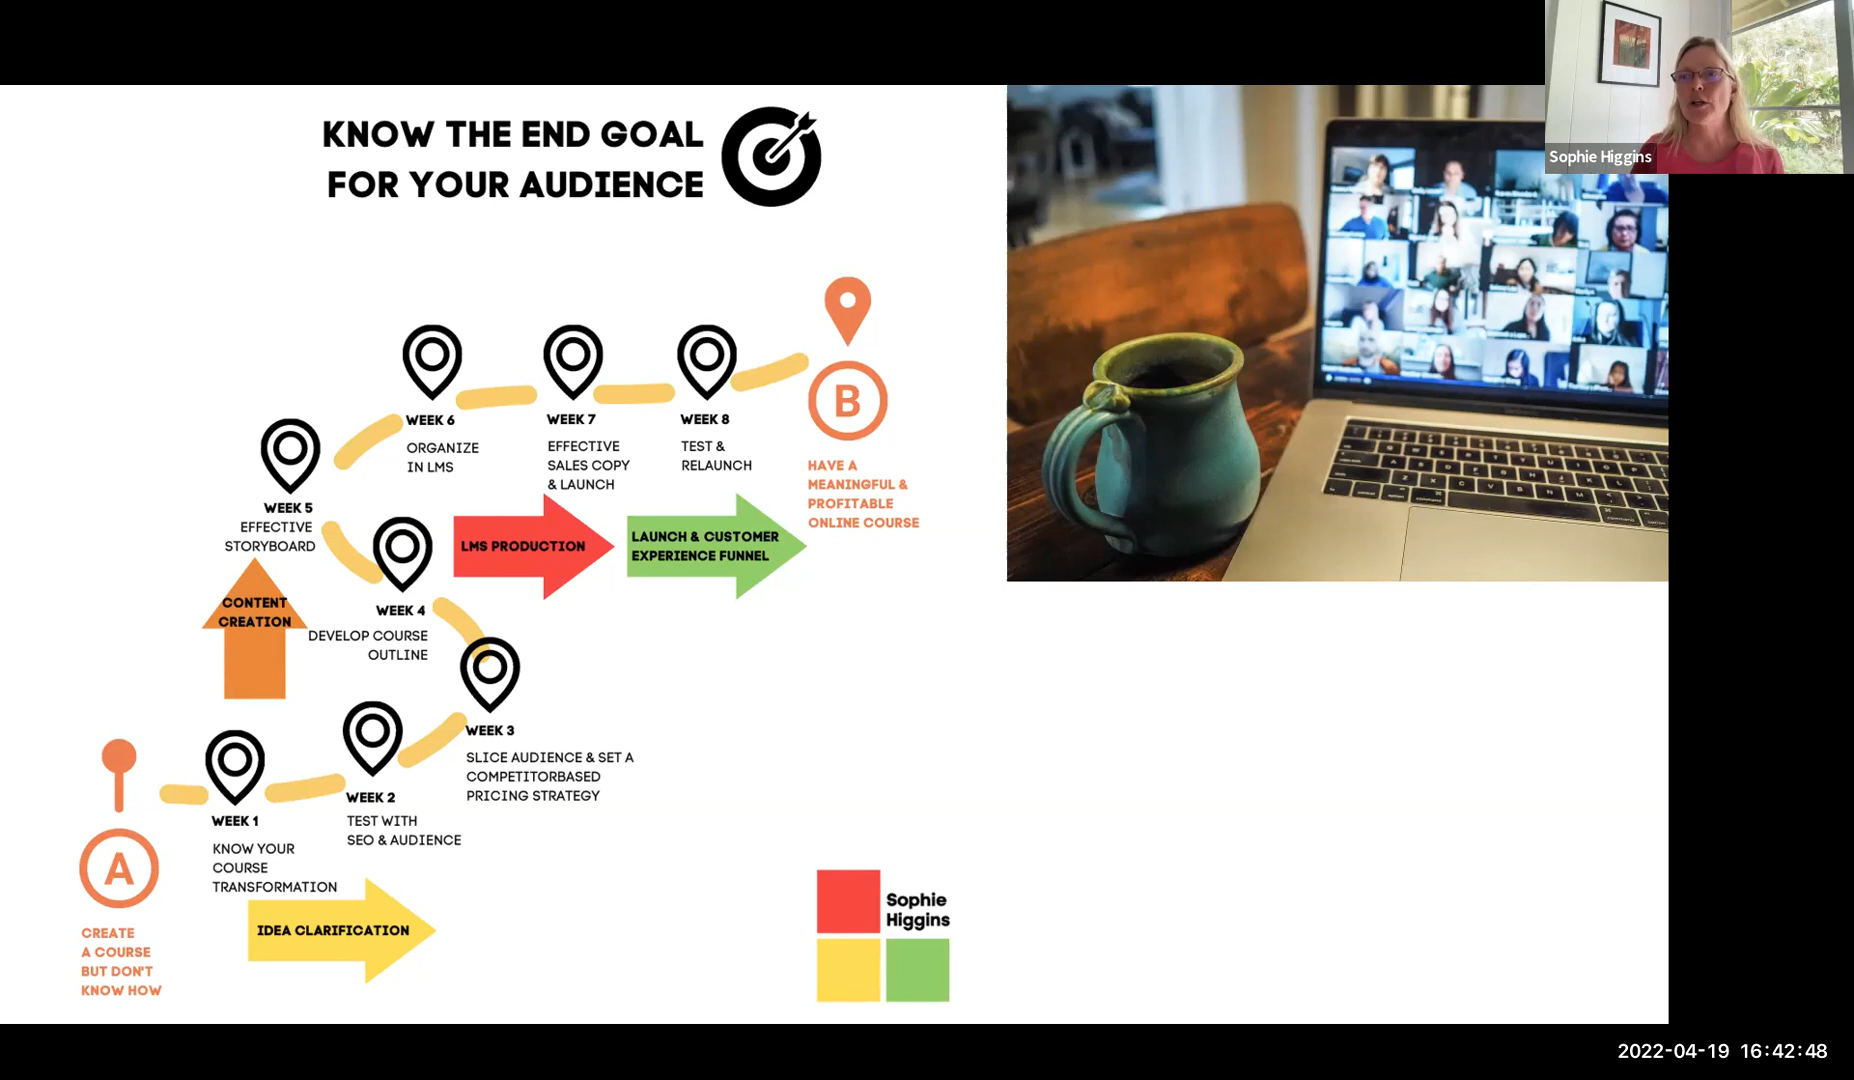 KNOW THE END GOAL
FOR YOUR AUDIENCE
Sophie Higgins
WEEK 6
ORGANIZE
IN LMS
WEEK 7
EFFECTIVE
SALES COPY
& LAUNCH
WEEK 8
TEST &
RELAUNCH
B
HAVE A
MEANINGFUL &
PROFITABLE
ONLINE COURSE
WEEK 5
EFFECTIVE
STORYBOARD
LMS PRODUCTION
LAUNCH & CUSTOMER
EXPERIENCE FUNNEL
CONTENT
CREATION
WEEK 4
DEVELOP COURSE
OUTLINE
WEEK 3
SLICE AUDIENCE & SET A
COMPETITORBASED
PRICING STRATEGY
WEEK 2
TEST WITH
SEO & AUDIENCE
WEEK 1
KNOW YOUR
COURSE
TRANSFORMATION
A
CREATE
A COURSE
BUT DON'T
KNOW HOW
IDEA CLARIFICATION
Sophie
Higgins
2022-04-19 16:42:48